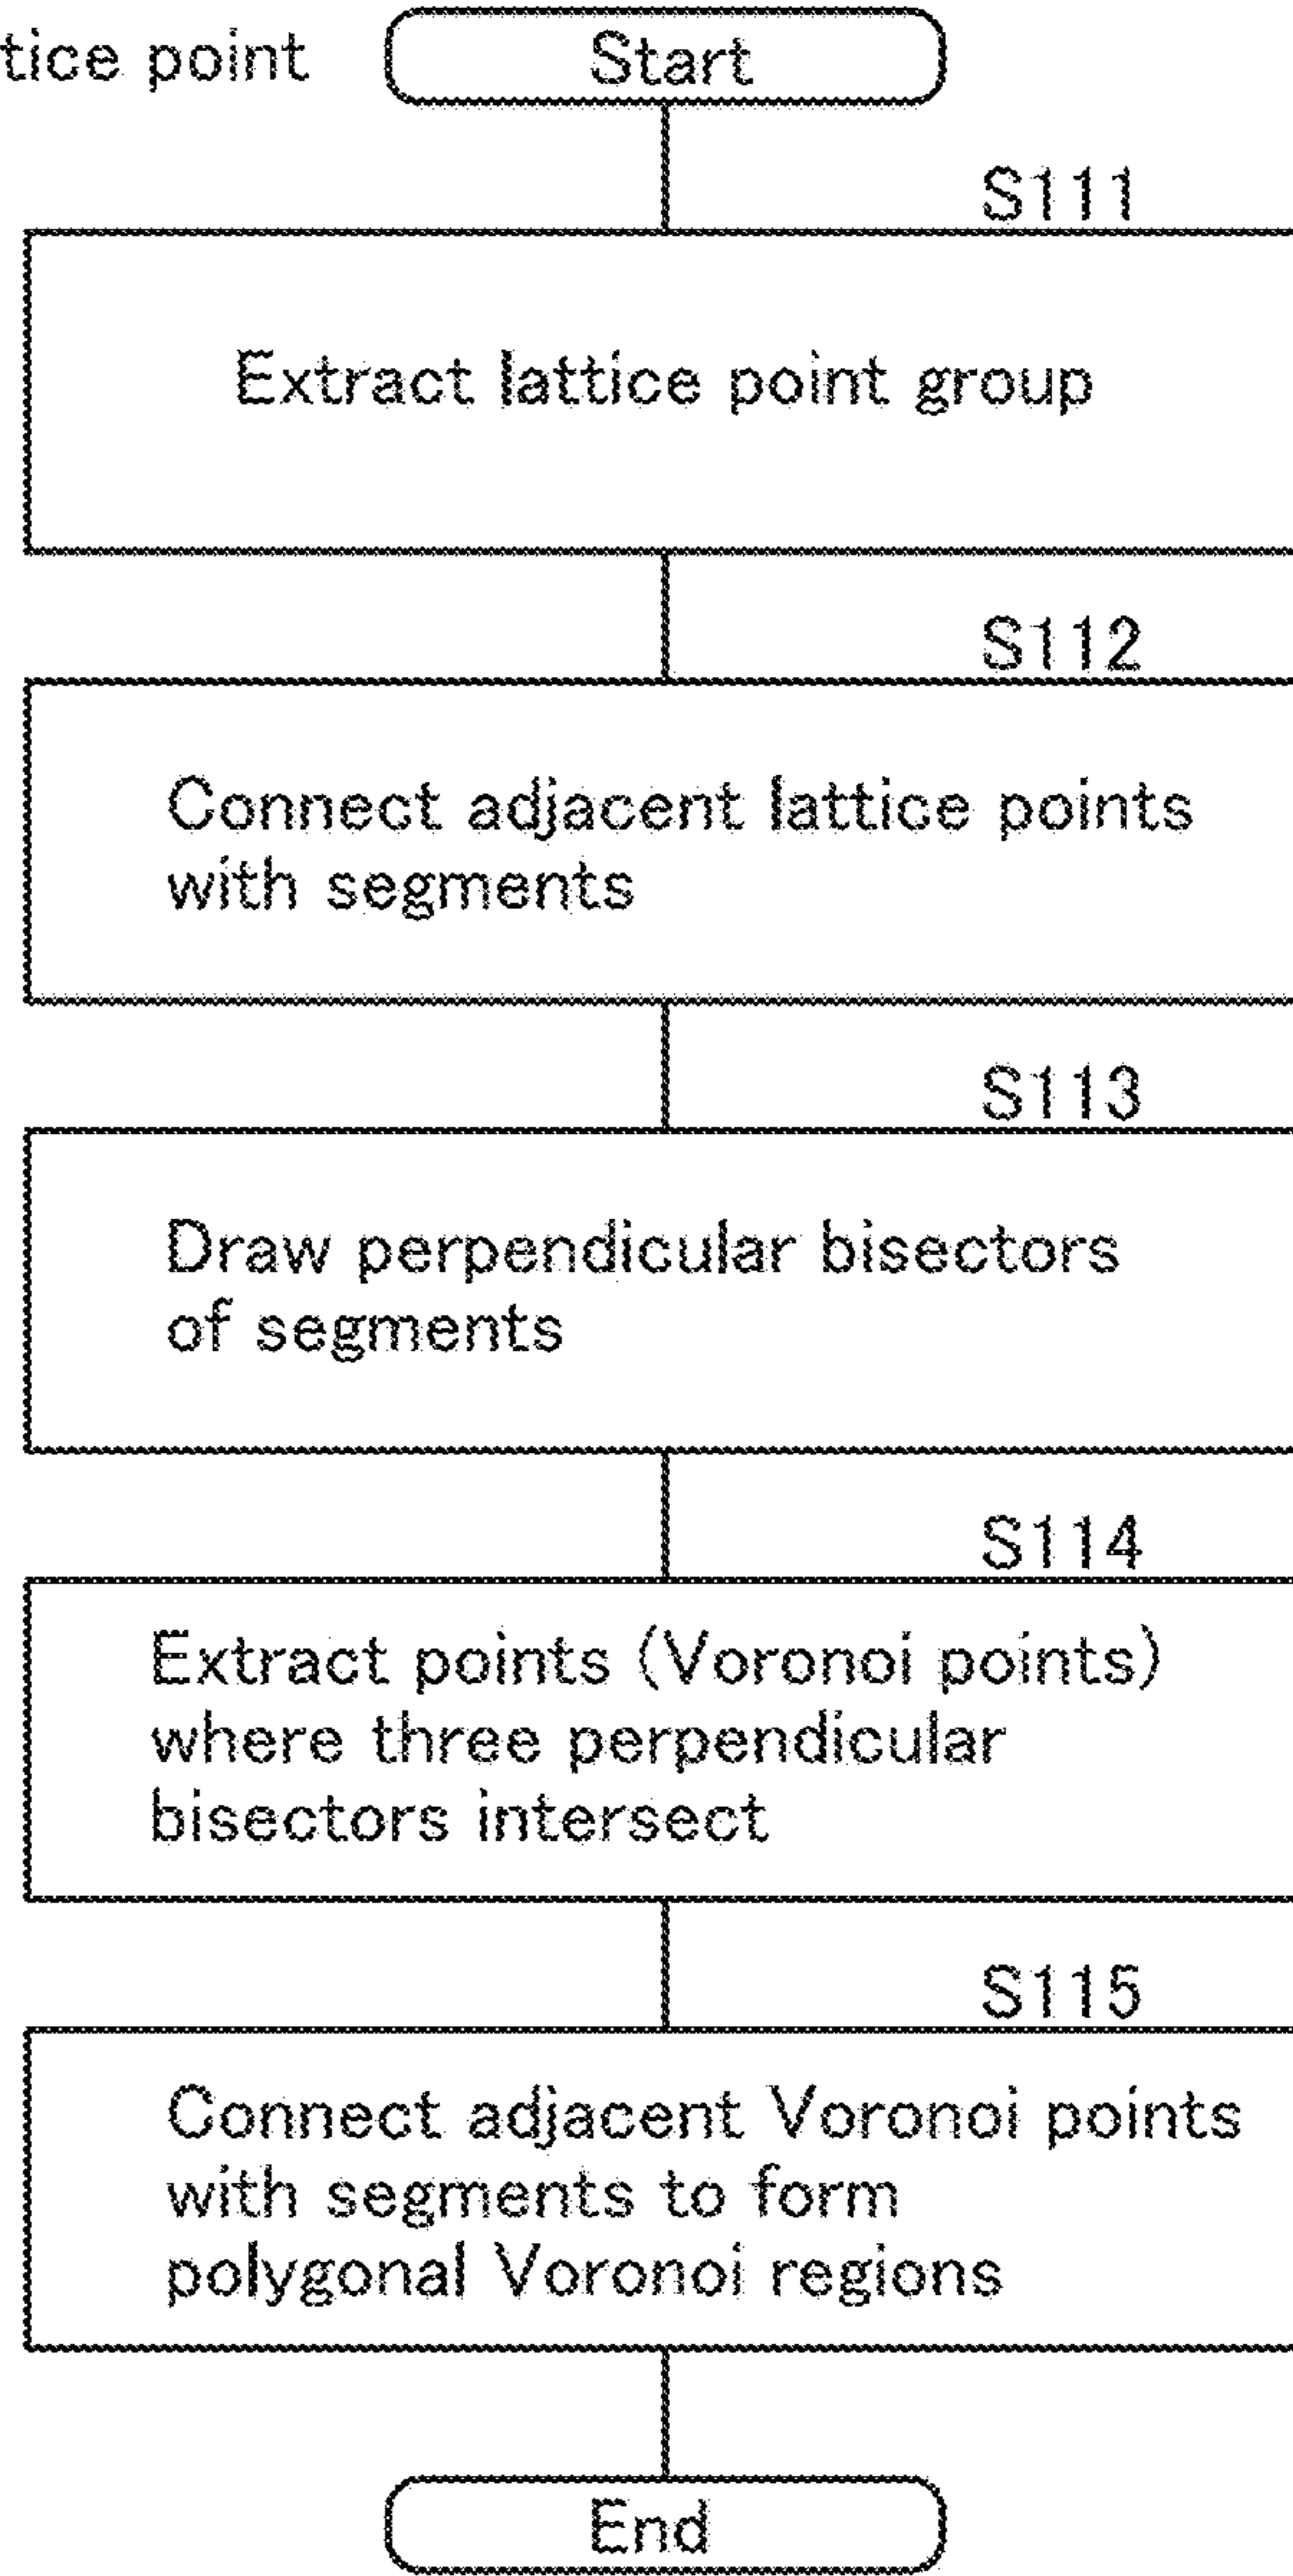 tice point
Start
S111
Extract lattice point group
S112
Connect adjacent lattice points
with segments
S113
Draw perpendicular bisectors
of segments
S114
Extract points (Voronoi points)
where three perpendicular
bisectors intersect
S115
Connect adjacent Voronoi points
with segments to form
polygonal Voronoi regions
End